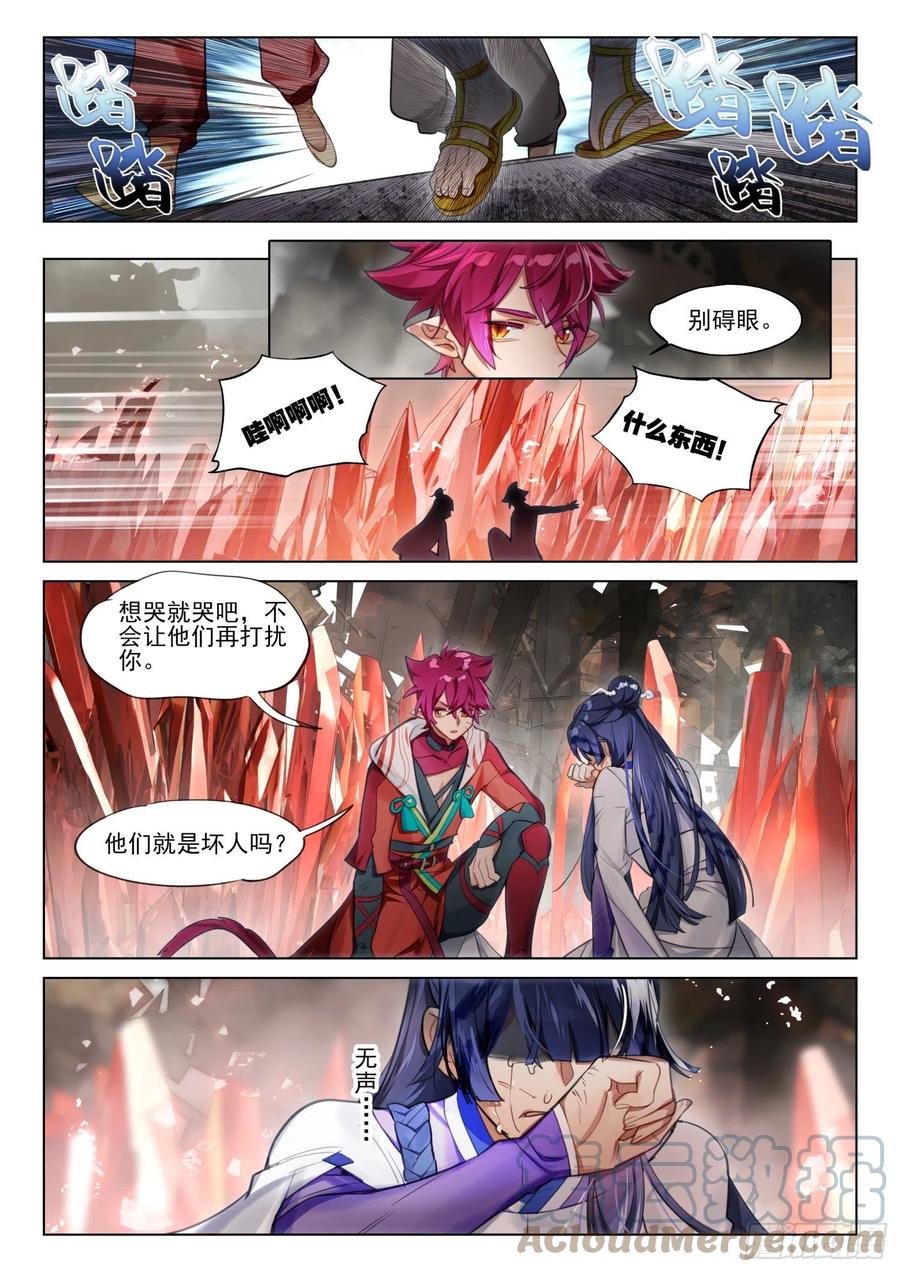 踏
踏
踏
踏
踏
别碍眼。
哇啊啊啊！
什么东西！
想哭就哭吧，不
会让他们再打扰
你。
他们就是坏人吗？
无声……
AcloudMerge.com